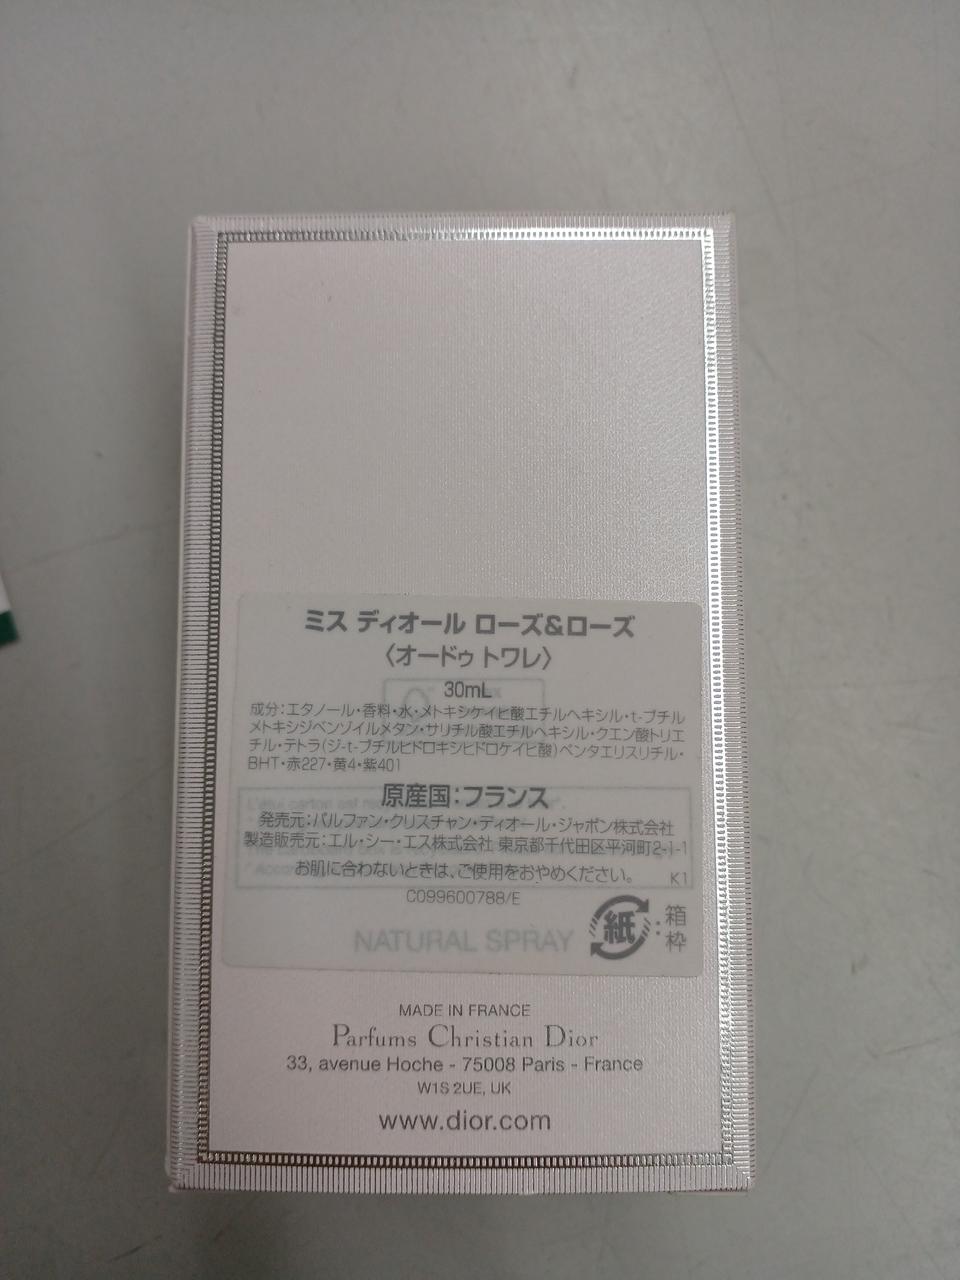 ミス ディオール ローズ&ローズ
〈オードゥ トワレ〉
30mL
成分:エタノール・香料・水・メトキシケイヒ酸エチルヘキシル・t-ブチル
メトキシジベンゾイルメタン・サリチル酸エチルヘキシル・クエン酸トリエ
チル・テトラ(ジ-t-ブチルヒドロキシヒドロケイヒ酸)ペンタエリスリチル・
BHT・赤227・黄4・紫401
原産国:フランス
発売元:パルファン・クリスチャン・ディオール・ジャポン株式会社
製造販売元:エル・シー・エス株式会社 東京都千代田区平河町2-1-1
お肌に合わないときは、ご使用をおやめください。 K1
C099600788/E
紙:箱
枠
NATURAL SPRAY
MADE IN FRANCE
Parfums Christian Dior
33, avenue Hoche - 75008 Paris - France
W1S 2UE, UK
www.dior.com